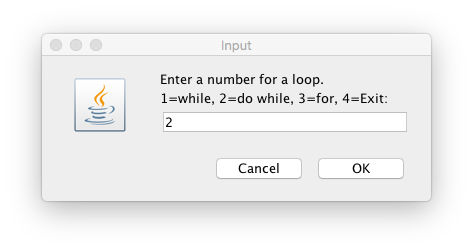 Input
Enter a number for a loop.
1=while, 2=do while, 3=for, 4=Exit:
2
Cancel
OK